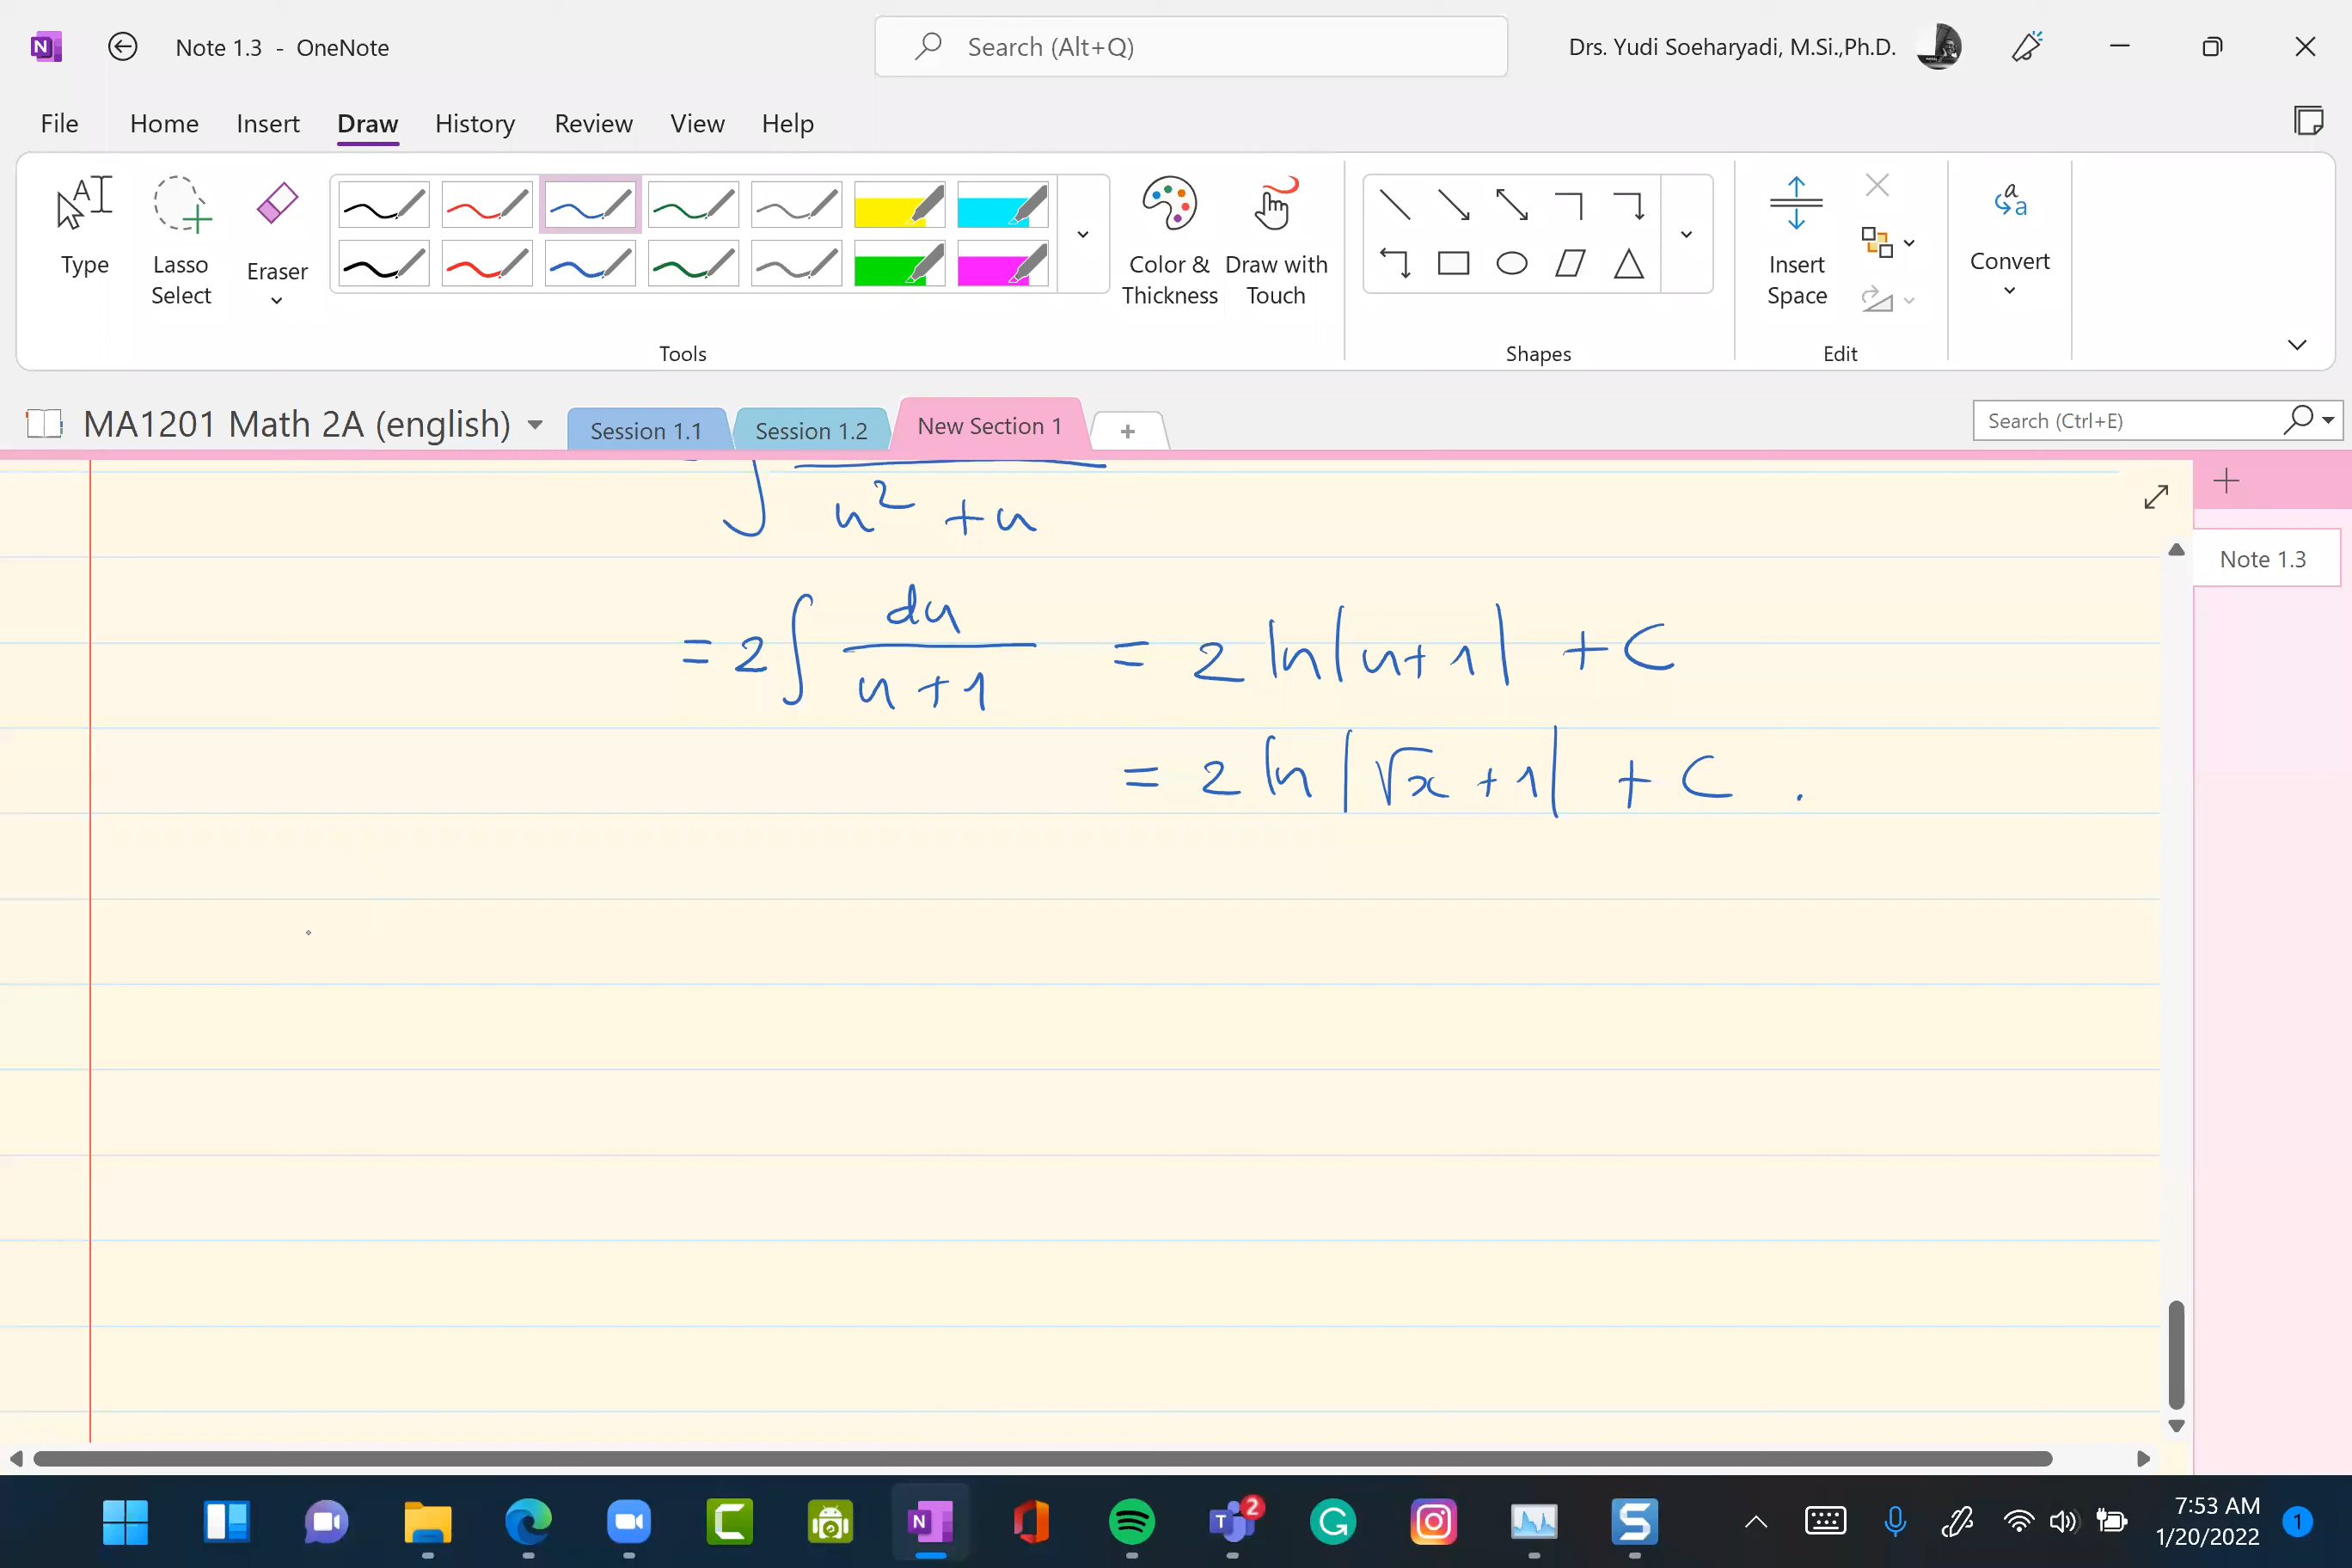 Note 1.3 - OneNote
Search (Alt+Q)
Drs. Yudi Soeharyadi, M.Si.,Ph.D.
File Home Insert Draw History Review View Help
Type
Lasso Select
Eraser
Color & Thickness
Draw with Touch
Insert Space
Convert
Tools
Shapes
Edit
MA1201 Math 2A (english)
Session 1.1
Session 1.2
New Section 1
Search (Ctrl+E)
Note 1.3
∫ u² + u
= 2∫ du/(u + 1) = 2 ln|u + 1| + C
= 2 ln|√x + 1| + C .
2
7:53 AM
1/20/2022
1